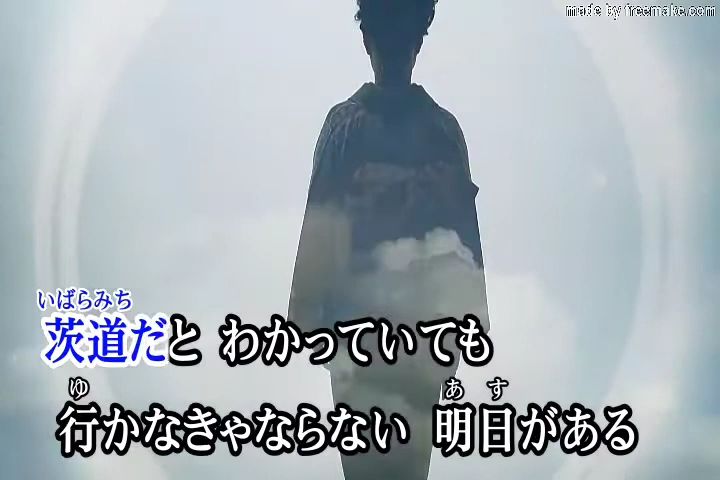 made by freemake.com
いばらみち
茨道だと わかっていても
ゆ あす
行かなきゃならない 明日がある